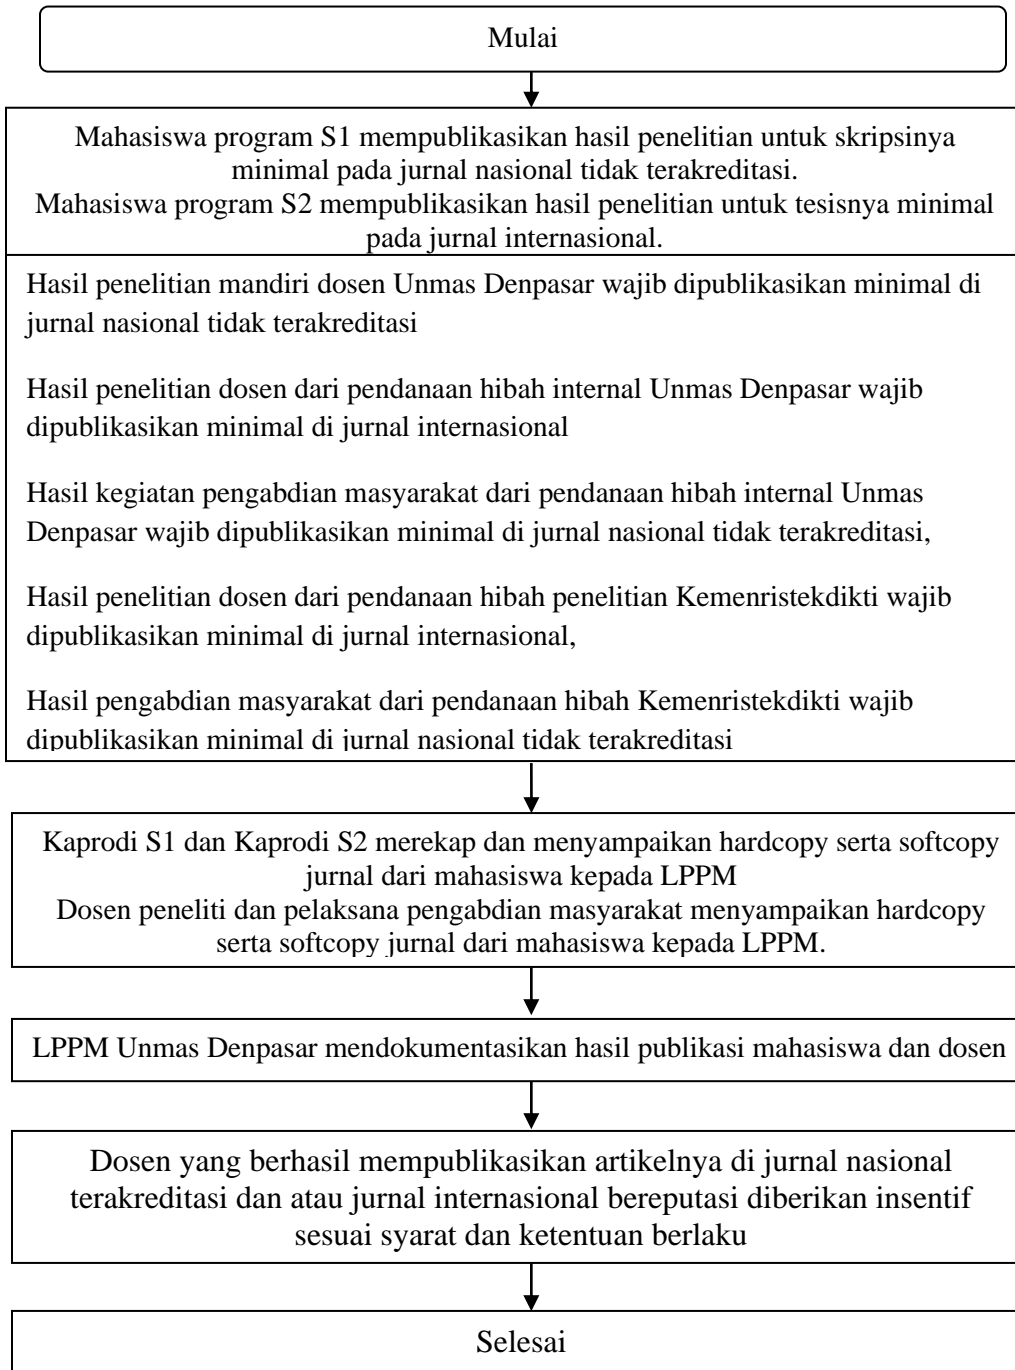 Mulai
Mahasiswa program S1 mempublikasikan hasil penelitian untuk skripsinya
minimal pada jurnal nasional tidak terakreditasi.
Mahasiswa program S2 mempublikasikan hasil penelitian untuk tesisnya minimal
pada jurnal internasional.
Hasil penelitian mandiri dosen Unmas Denpasar wajib dipublikasikan minimal di
jurnal nasional tidak terakreditasi
Hasil penelitian dosen dari pendanaan hibah internal Unmas Denpasar wajib
dipublikasikan minimal di jurnal internasional
Hasil kegiatan pengabdian masyarakat dari pendanaan hibah internal Unmas
Denpasar wajib dipublikasikan minimal di jurnal nasional tidak terakreditasi,
Hasil penelitian dosen dari pendanaan hibah penelitian Kemenristekdikti wajib
dipublikasikan minimal di jurnal internasional,
Hasil pengabdian masyarakat dari pendanaan hibah Kemenristekdikti wajib
dipublikasikan minimal di jurnal nasional tidak terakreditasi
Kaprodi S1 dan Kaprodi S2 merekap dan menyampaikan hardcopy serta softcopy
jurnal dari mahasiswa kepada LPPM
Dosen peneliti dan pelaksana pengabdian masyarakat menyampaikan hardcopy
serta softcopy jurnal dari mahasiswa kepada LPPM.
LPPM Unmas Denpasar mendokumentasikan hasil publikasi mahasiswa dan dosen
Dosen yang berhasil mempublikasikan artikelnya di jurnal nasional
terakreditasi dan atau jurnal internasional bereputasi diberikan insentif
sesuai syarat dan ketentuan berlaku
Selesai